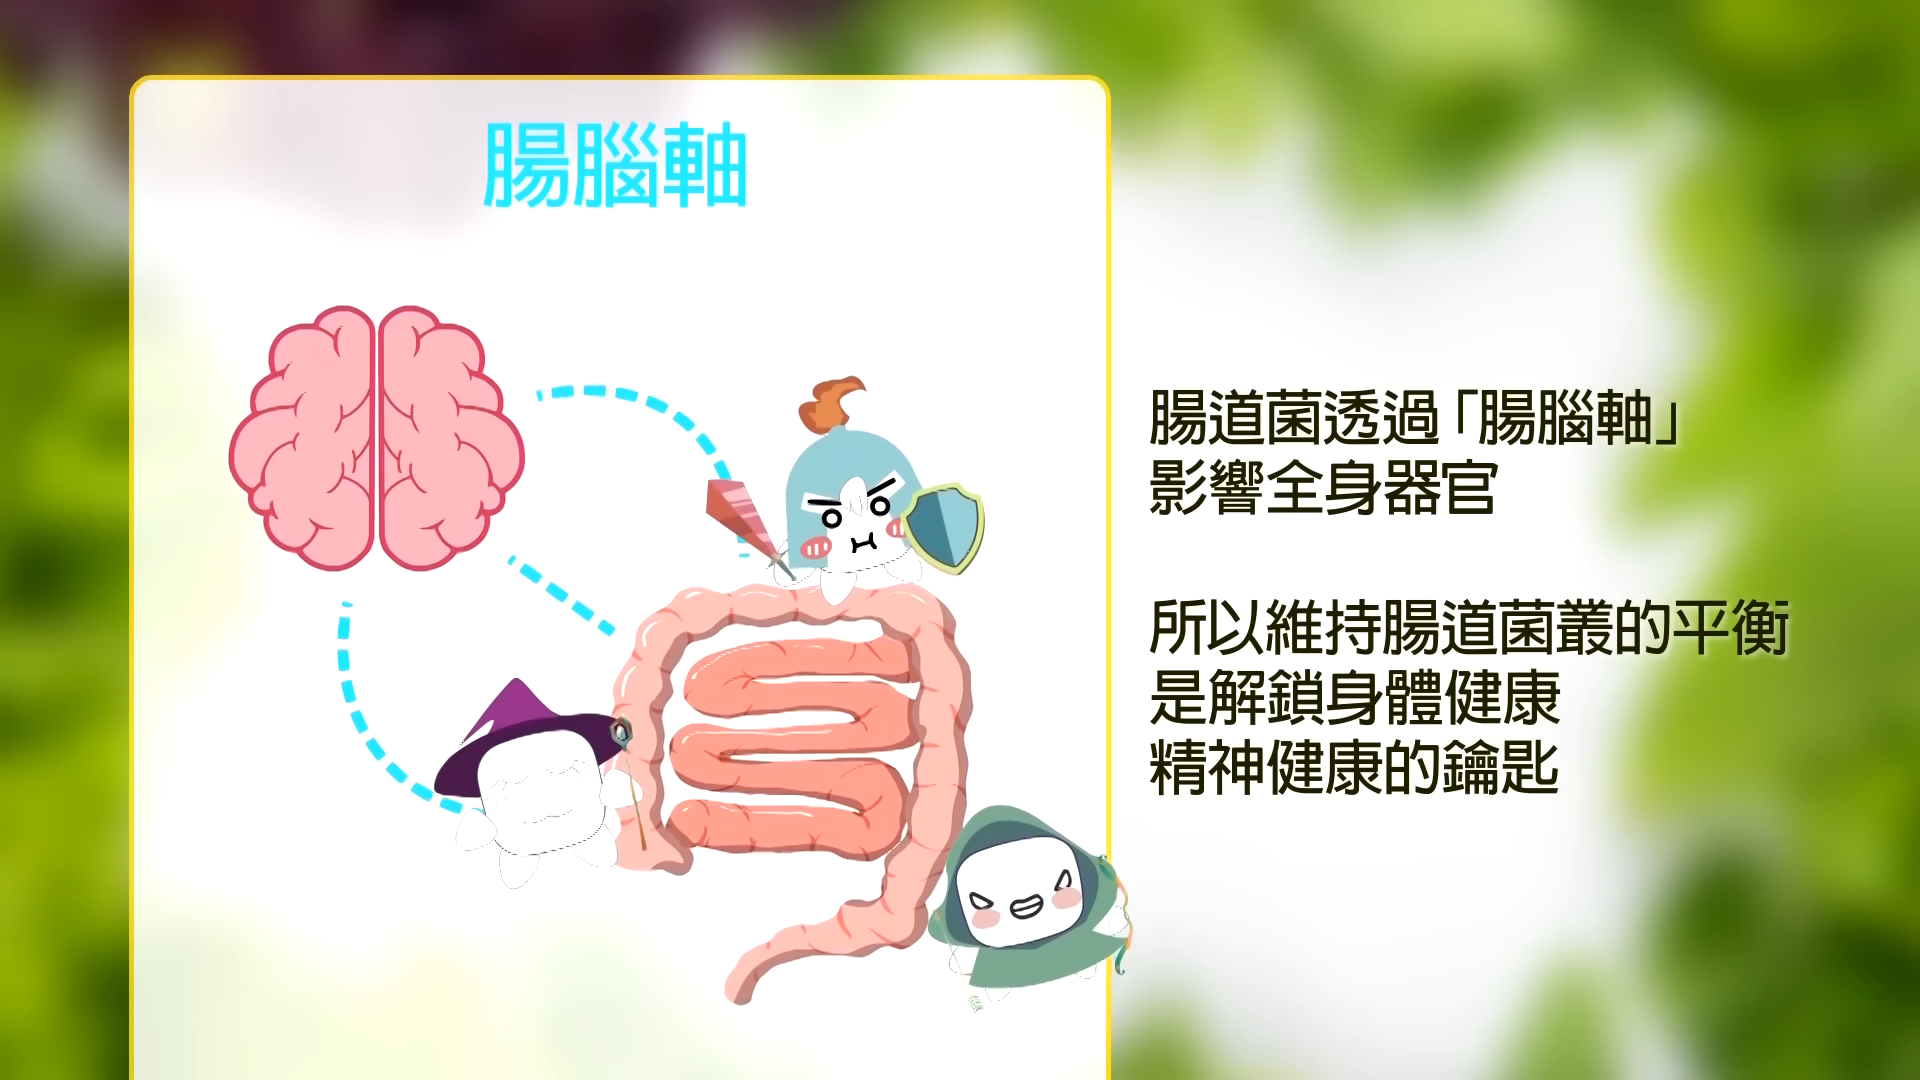 腸腦軸
腸道菌透過「腸腦軸」
影響全身器官
所以維持腸道菌叢的平衡
是解鎖身體健康
精神健康的鑰匙